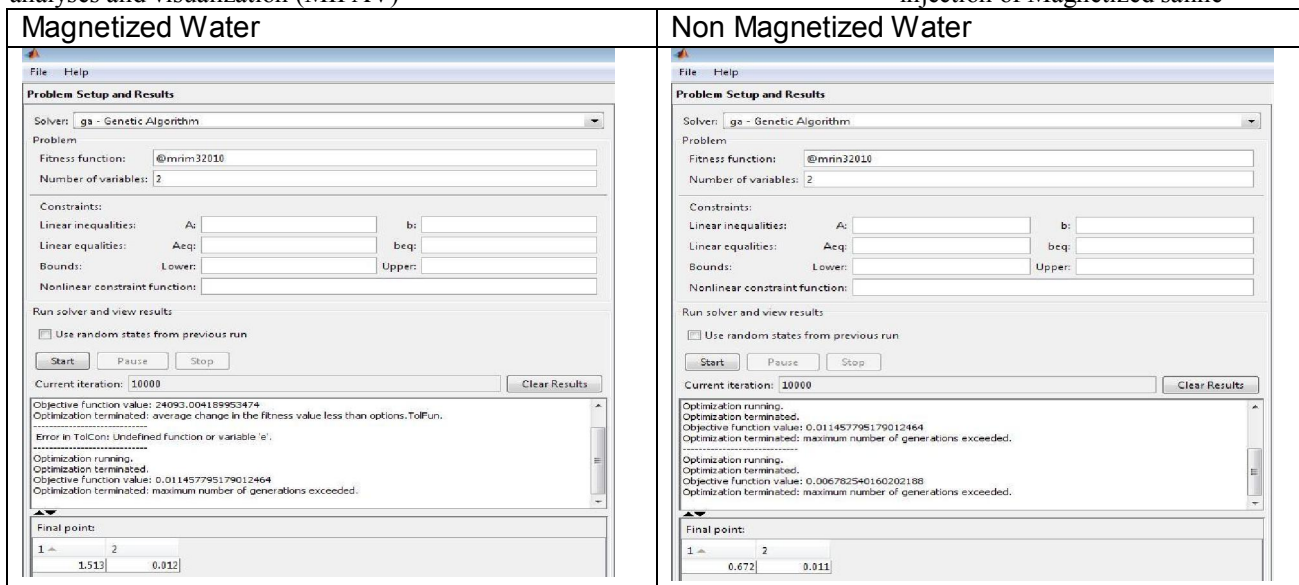 analyses and visualization (MIPAV)
injection of Magnetized saline
Magnetized Water
File Help
Problem Setup and Results
Solver: ga - Genetic Algorithm
Problem
Fitness function: @mrim32010
Number of variables: 2
Constraints:
Linear inequalities: A: b:
Linear equalities: Aeq: beq:
Bounds: Lower: Upper:
Nonlinear constraint function:
Run solver and view results
Use random states from previous run
Start Pause Stop
Current iteration: 10000 Clear Results
Objective function value: 24093.004189953474
Optimization terminated: average change in the fitness value less than options.TolFun.
----------------------------
Error in TolCon: Undefined function or variable 'e'.
----------------------------
Optimization running.
Optimization terminated.
Objective function value: 0.011457795179012464
Optimization terminated: maximum number of generations exceeded.
Final point:
1 2
1.513 0.012
Non Magnetized Water
File Help
Problem Setup and Results
Solver: ga - Genetic Algorithm
Problem
Fitness function: @mrin32010
Number of variables: 2
Constraints:
Linear inequalities: A: b:
Linear equalities: Aeq: beq:
Bounds: Lower: Upper:
Nonlinear constraint function:
Run solver and view results
Use random states from previous run
Start Pause Stop
Current iteration: 10000 Clear Results
Optimization running.
Optimization terminated.
Objective function value: 0.011457795179012464
Optimization terminated: maximum number of generations exceeded.
----------------------------
Optimization running.
Optimization terminated.
Objective function value: 0.006782540160202188
Optimization terminated: maximum number of generations exceeded.
Final point:
1 2
0.672 0.011